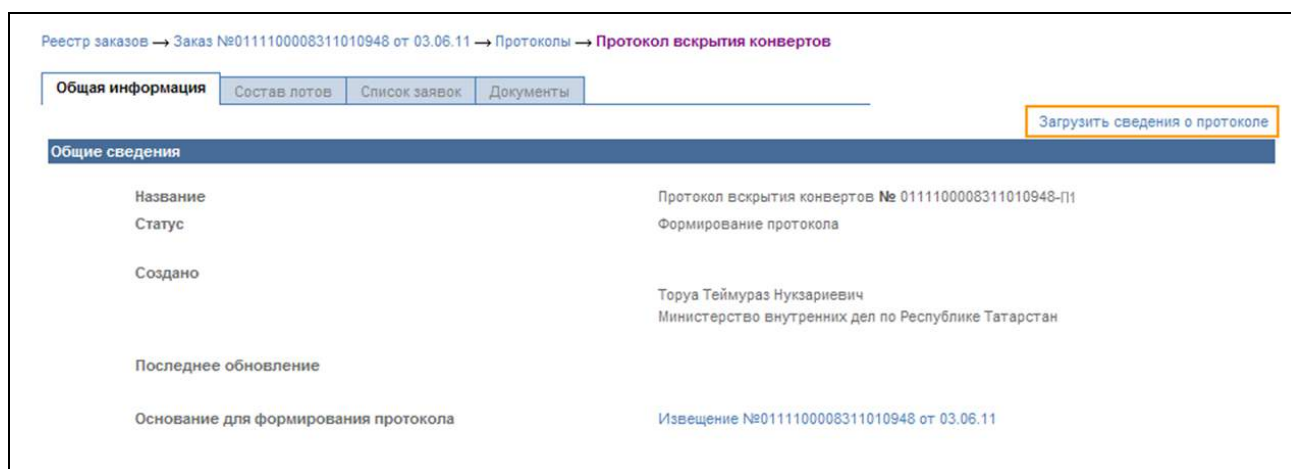 Реестр заказов → Заказ №0111100008311010948 от 03.06.11 → Протоколы → Протокол вскрытия конвертов
Общая информация Состав лотов Список заявок Документы
Загрузить сведения о протоколе
Общие сведения
Название Протокол вскрытия конвертов № 0111100008311010948-П1
Статус Формирование протокола
Создано
Торуа Теймураз Нукзариевич
Министерство внутренних дел по Республике Татарстан
Последнее обновление
Основание для формирования протокола Извещение №0111100008311010948 от 03.06.11